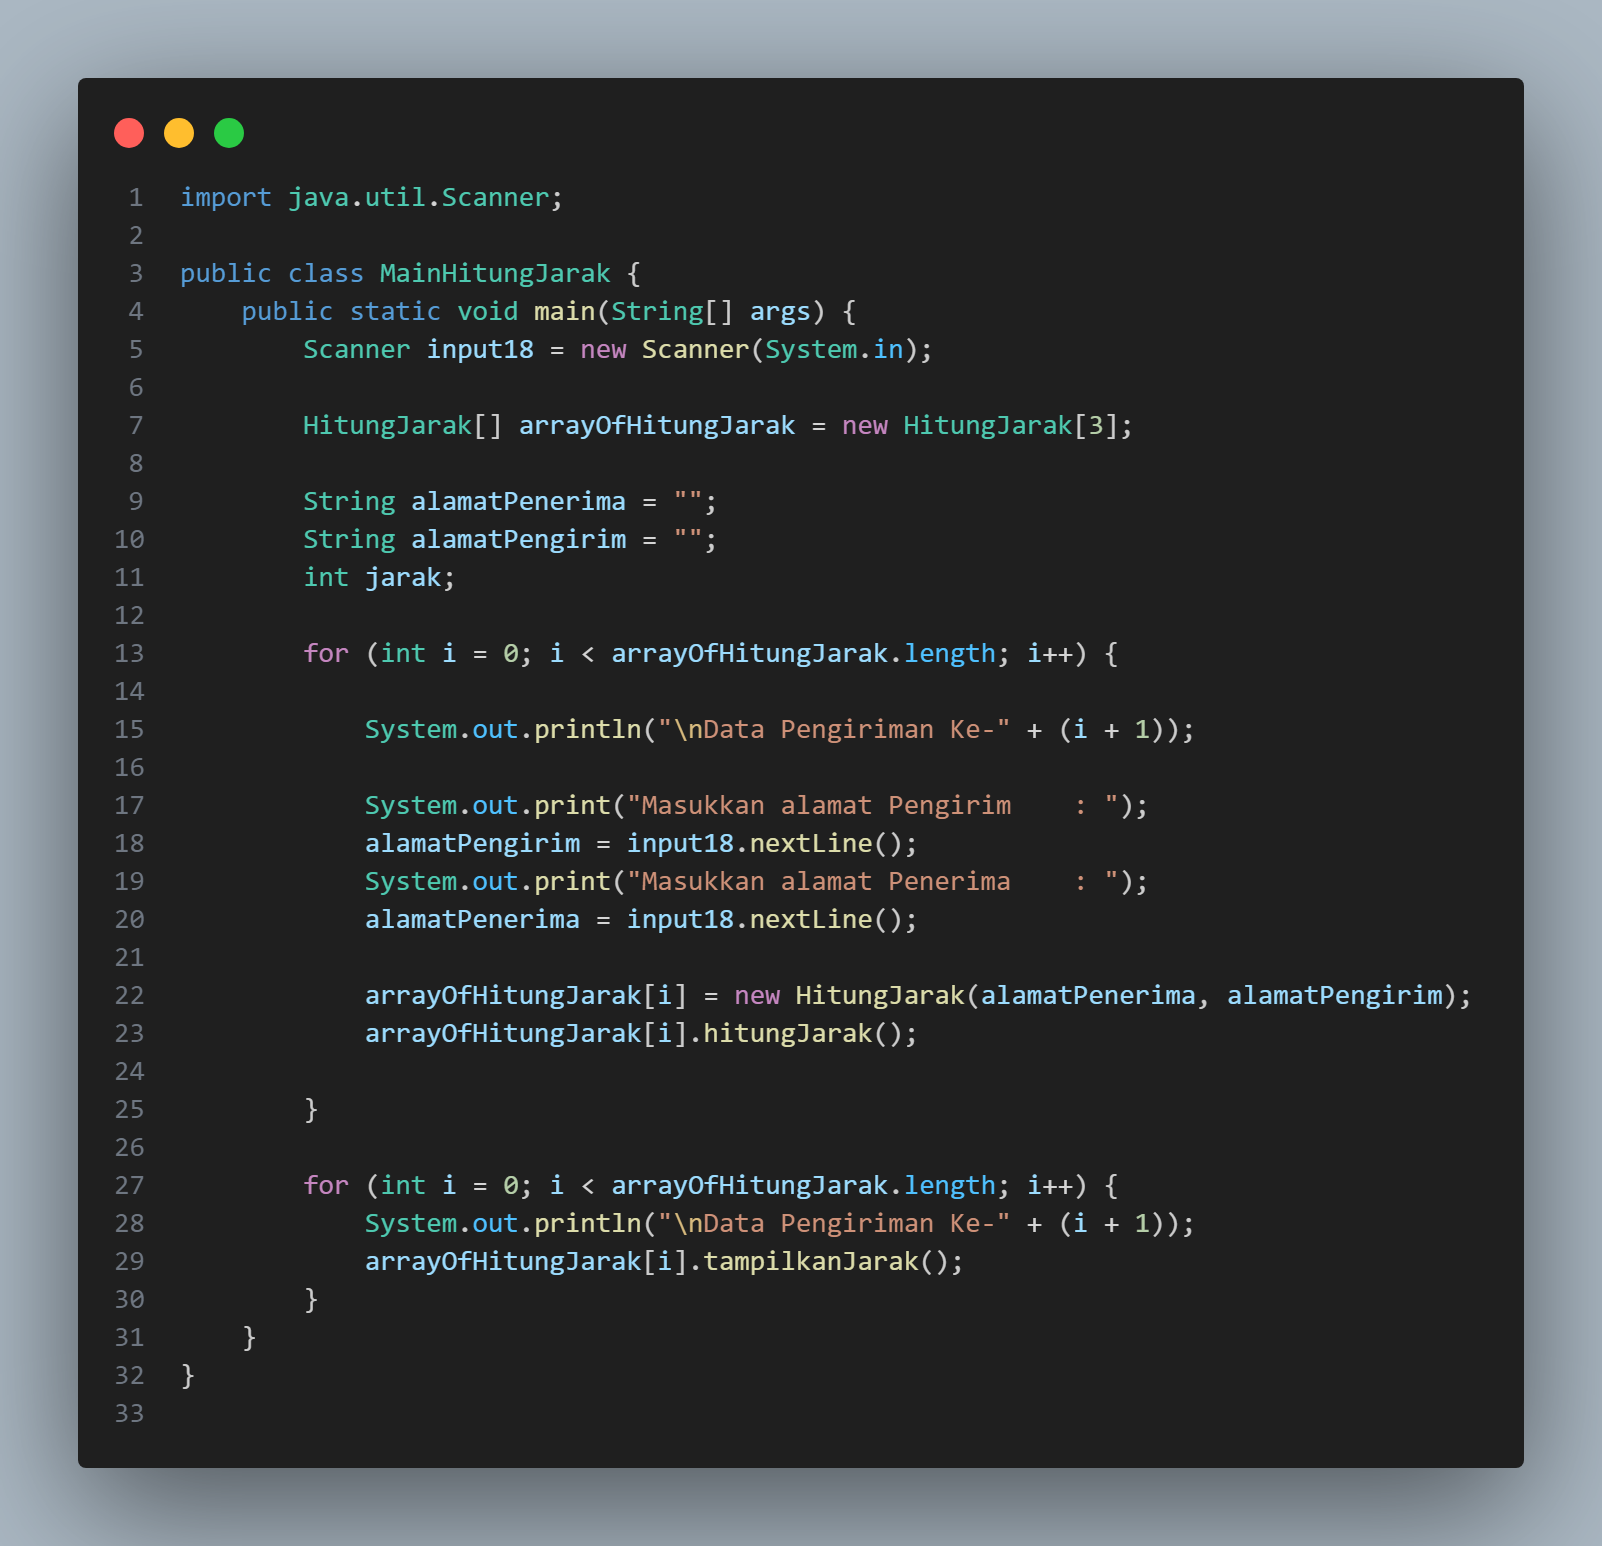 1 import java.util.Scanner;
2
3 public class MainHitungJarak {
4     public static void main(String[] args) {
5         Scanner input18 = new Scanner(System.in);
6
7         HitungJarak[] arrayOfHitungJarak = new HitungJarak[3];
8
9         String alamatPenerima = "";
10         String alamatPengirim = "";
11         int jarak;
12
13         for (int i = 0; i < arrayOfHitungJarak.length; i++) {
14
15             System.out.println("\nData Pengiriman Ke-" + (i + 1));
16
17             System.out.print("Masukkan alamat Pengirim    : ");
18             alamatPengirim = input18.nextLine();
19             System.out.print("Masukkan alamat Penerima    : ");
20             alamatPenerima = input18.nextLine();
21
22             arrayOfHitungJarak[i] = new HitungJarak(alamatPenerima, alamatPengirim);
23             arrayOfHitungJarak[i].hitungJarak();
24
25         }
26
27         for (int i = 0; i < arrayOfHitungJarak.length; i++) {
28             System.out.println("\nData Pengiriman Ke-" + (i + 1));
29             arrayOfHitungJarak[i].tampilkanJarak();
30         }
31     }
32 }
33